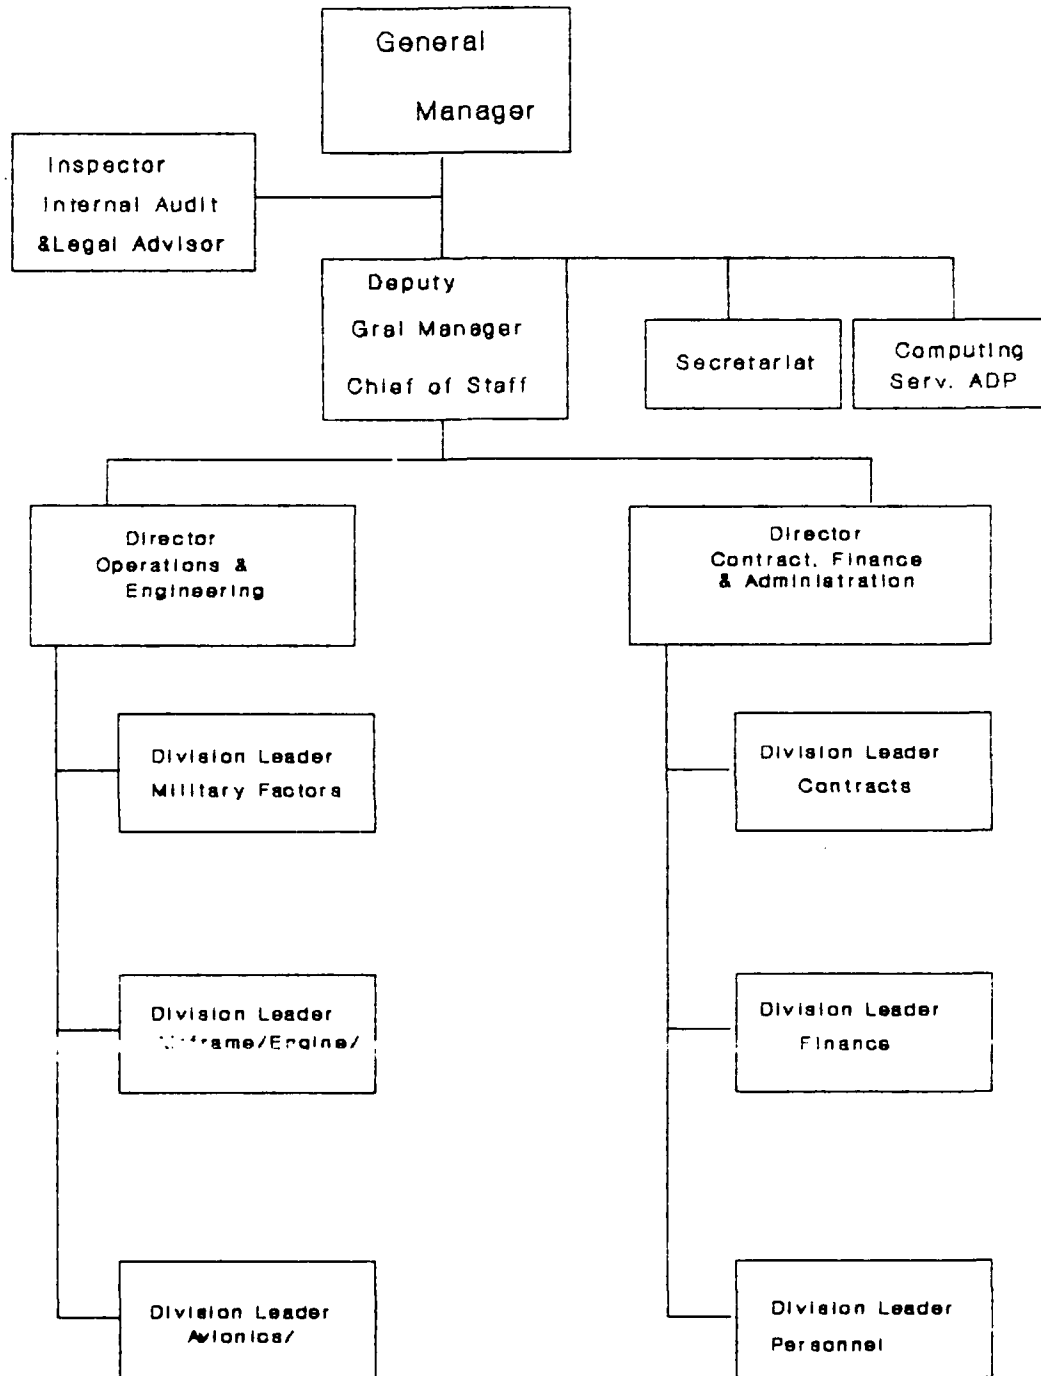 General
Manager
Inspector
Internal Audit
&Legal Advisor
Deputy
Gral Manager
Chief of Staff
Secretariat
Computing
Serv. ADP
Director
Operations &
Engineering
Director
Contract, Finance
& Administration
Division Leader
Military Factors
Division Leader
Contracts
Division Leader
/Engine/
Division Leader
Finance
Division Leader
Avionics/
Division Leader
Personnel